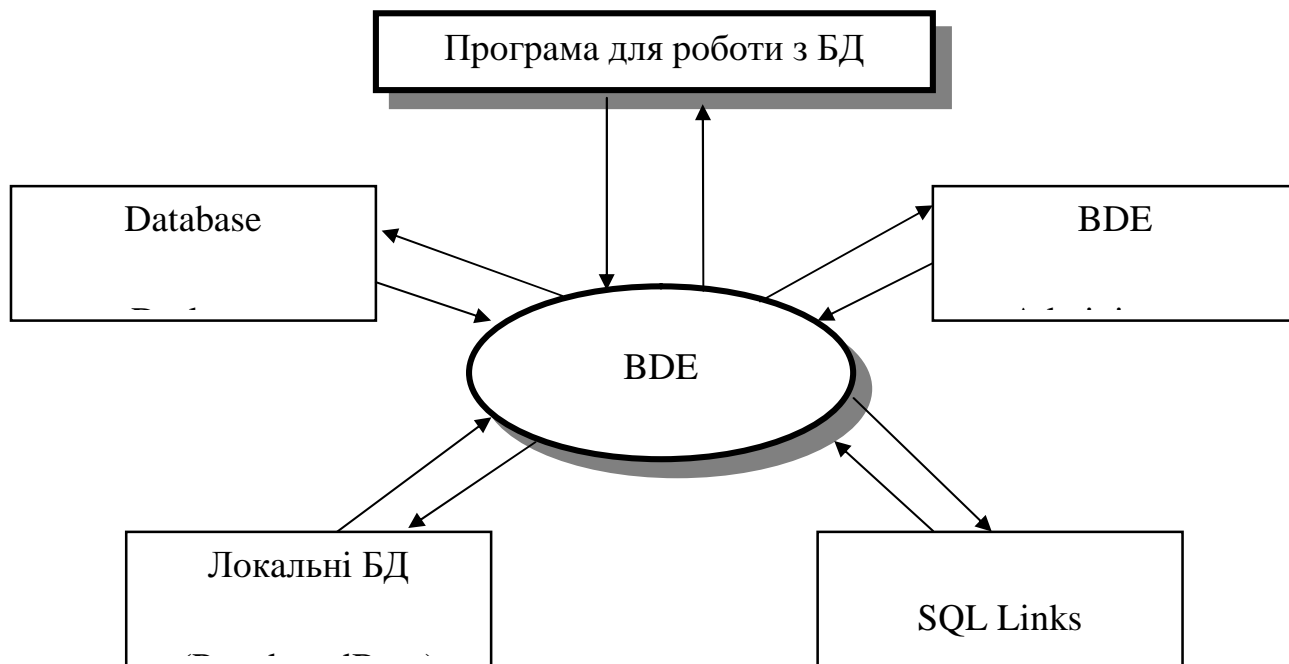 Програма для роботи з БД
Database
BDE
BDE
Локальні БД
SQL Links